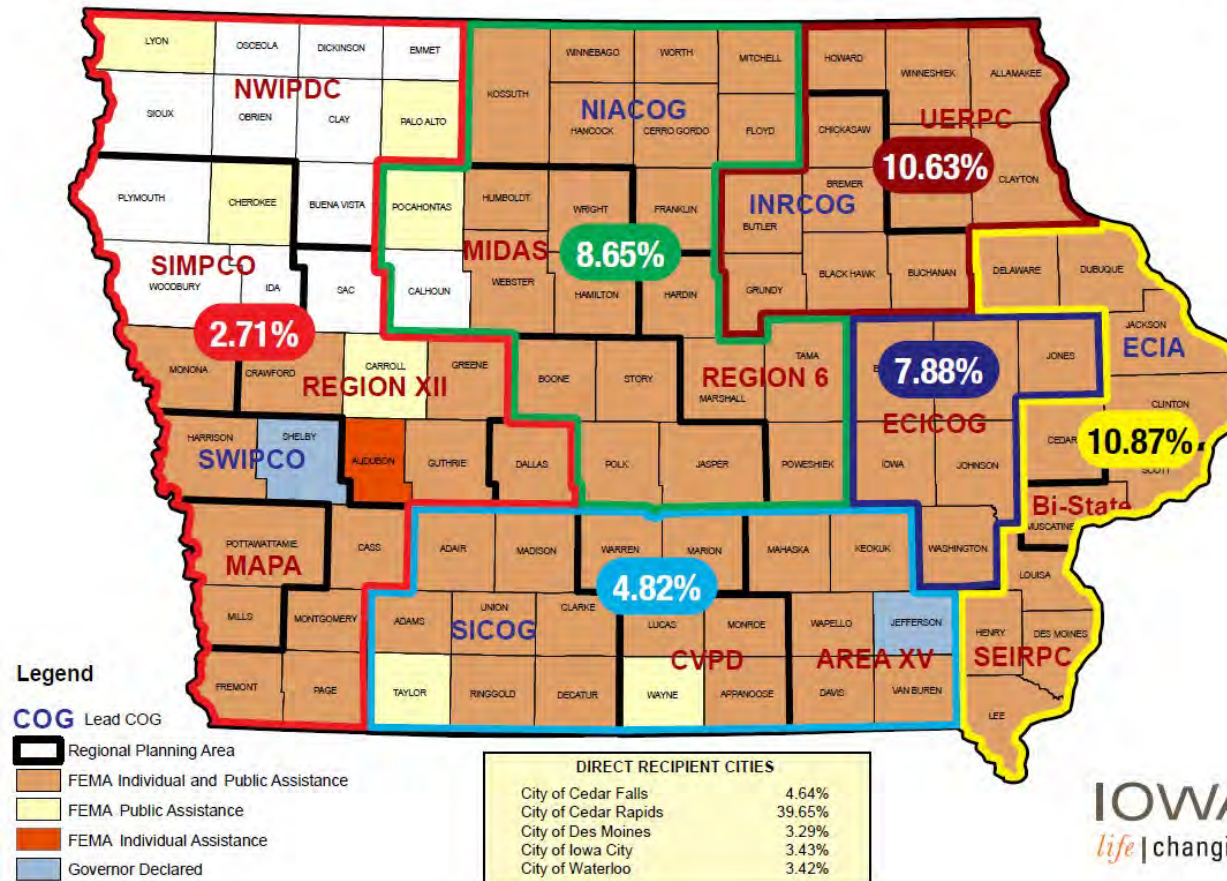 LYON
OSCEOLA
DICKINSON
EMMET
KOSSUTH
WINNEBAGO
WORTH
MITCHELL
HOWARD
WINNESHIEK
ALLAMAKEE
NWIPDC
SIOUX
OBRIEN
CLAY
PALO ALTO
NIACOG
HANCOCK
CERRO GORDO
FLOYD
CHICKASAW
UERPC
10.63%
CLAYTON
PLYMOUTH
CHEROKEE
BUENA VISTA
POCAHONTAS
HUMBOLDT
WRIGHT
FRANKLIN
BUTLER
BREMER
INRCOG
MIDAS
8.65%
SIMPCO
WOODBURY
IDA
SAC
CALHOUN
WEBSTER
HAMILTON
HARDIN
GRUNDY
BLACK HAWK
BUCHANAN
DELAWARE
DUBUQUE
2.71%
JACKSON
ECIA
MONONA
CRAWFORD
CARROLL
GREENE
REGION XII
BOONE
STORY
MARSHALL
TAMA
REGION 6
7.88%
JONES
ECICOG
CLINTON
CEDAR
10.87%
SCOTT
HARRISON
SHELBY
SWIPCO
AUDUBON
GUTHRIE
DALLAS
POLK
JASPER
POWESHIEK
IOWA
JOHNSON
Bi-State
MUSCATINE
POTTAWATTAMIE
MAPA
CASS
ADAIR
MADISON
WARREN
MARION
MAHASKA
KEOKUK
WASHINGTON
LOUISA
4.82%
MILLS
MONTGOMERY
ADAMS
UNION
CLARKE
SICOG
LUCAS
MONROE
WAPELLO
JEFFERSON
HENRY
DES MOINES
CVPD
AREA XV
SEIRPC
FREMONT
PAGE
TAYLOR
RINGGOLD
DECATUR
WAYNE
APPANOOSE
DAVIS
VAN BUREN
LEE
Legend
COG Lead COG
Regional Planning Area
FEMA Individual and Public Assistance
FEMA Public Assistance
FEMA Individual Assistance
Governor Declared
DIRECT RECIPIENT CITIES
City of Cedar Falls 4.64%
City of Cedar Rapids 39.65%
City of Des Moines 3.29%
City of Iowa City 3.43%
City of Waterloo 3.42%
IOWA
life | changi